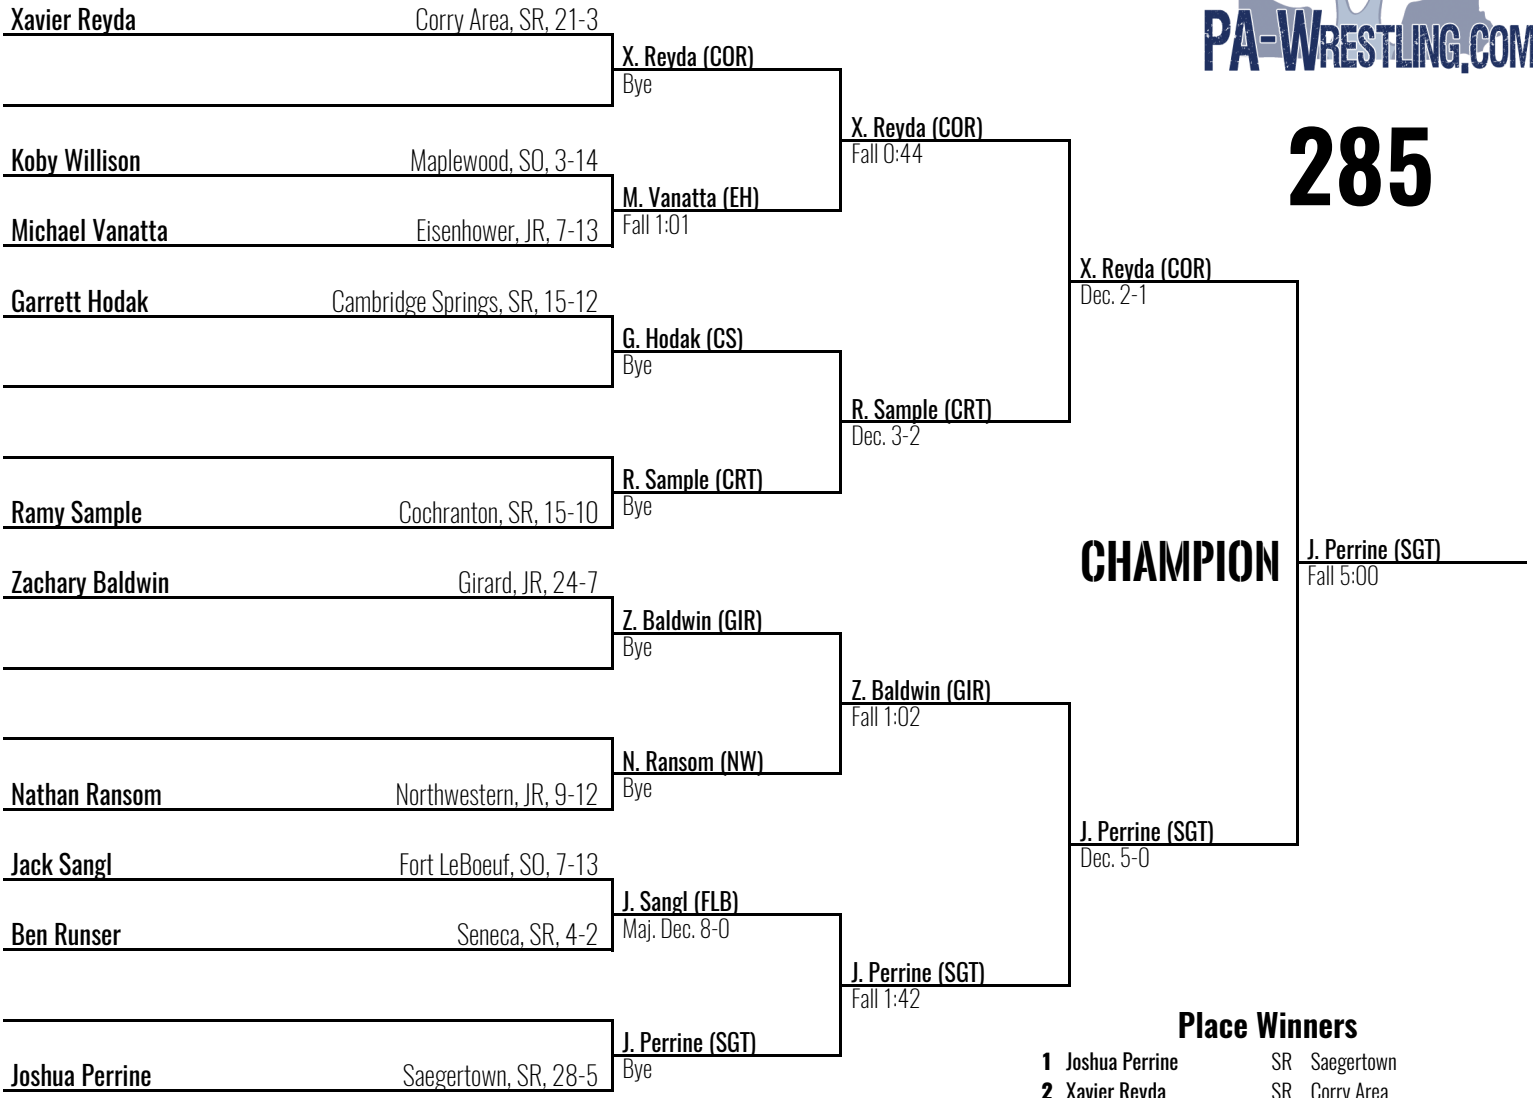 Xavier Reyda Corry Area, SR, 21-3
X. Reyda (COR)
Bye
Koby Willison Maplewood, SO, 3-14
Michael Vanatta Eisenhower, JR, 7-13
M. Vanatta (EH)
Fall 1:01
X. Reyda (COR)
Fall 0:44
Garrett Hodak Cambridge Springs, SR, 15-12
G. Hodak (CS)
Bye
Ramy Sample Cochranton, SR, 15-10
R. Sample (CRT)
Bye
R. Sample (CRT)
Dec. 3-2
X. Reyda (COR)
Dec. 2-1
Zachary Baldwin Girard, JR, 24-7
Z. Baldwin (GIR)
Bye
Nathan Ransom Northwestern, JR, 9-12
N. Ransom (NW)
Bye
Z. Baldwin (GIR)
Fall 1:02
Jack Sangl Fort LeBoeuf, SO, 7-13
Ben Runser Seneca, SR, 4-2
J. Sangl (FLB)
Maj. Dec. 8-0
Joshua Perrine Saegertown, SR, 28-5
J. Perrine (SGT)
Bye
J. Perrine (SGT)
Fall 1:42
J. Perrine (SGT)
Dec. 5-0
CHAMPION
J. Perrine (SGT)
Fall 5:00
PA-WRESTLING.COM
285
Place Winners
1 Joshua Perrine SR Saegertown
2 Xavier Reyda SR Corry Area